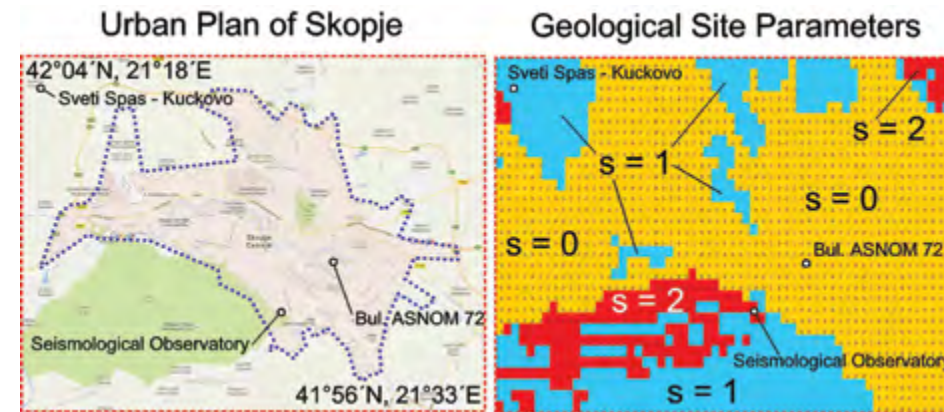 Urban Plan of Skopje
42°04´N, 21°18´E
Sveti Spas - Kuckovo
Bul. ASNOM 72
Seismological Observatory
41°56´N, 21°33´E
Geological Site Parameters
Sveti Spas - Kuckovo
s = 2
s = 1
s = 0
s = 0
Bul. ASNOM 72
s = 2
Seismological Observatory
s = 1